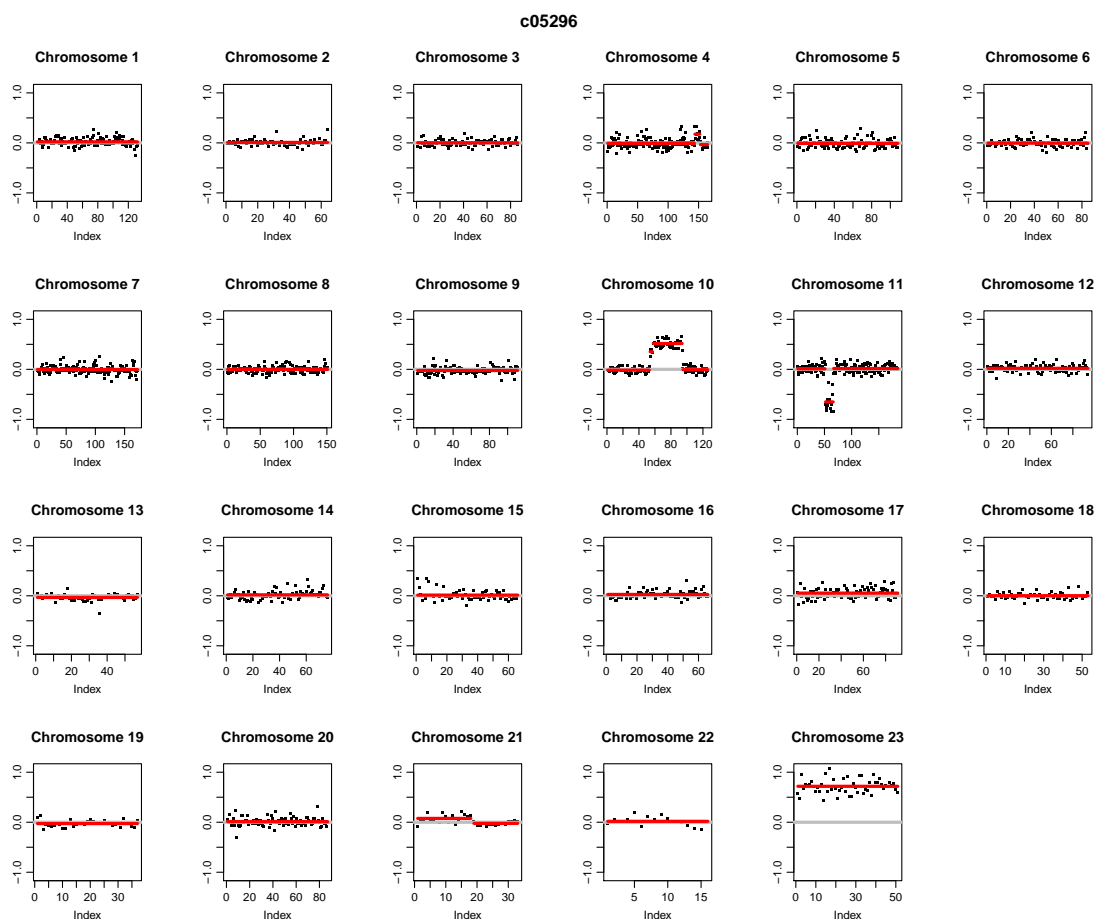 c05296
Chromosome 1
1.0
0.0
−1.0
0 40 80 120
Index
Chromosome 2
1.0
0.0
−1.0
0 20 40 60
Index
Chromosome 3
1.0
0.0
−1.0
0 20 40 60 80
Index
Chromosome 4
1.0
0.0
−1.0
0 50 100 150
Index
Chromosome 5
1.0
0.0
−1.0
0 20 40 80
Index
Chromosome 6
1.0
0.0
−1.0
0 20 40 60 80
Index
Chromosome 7
1.0
0.0
−1.0
0 50 100 150
Index
Chromosome 8
1.0
0.0
−1.0
0 50 100 150
Index
Chromosome 9
1.0
0.0
−1.0
0 40 80
Index
Chromosome 10
1.0
0.0
−1.0
0 40 80 120
Index
Chromosome 11
1.0
0.0
−1.0
0 50 100
Index
Chromosome 12
1.0
0.0
−1.0
0 20 60
Index
Chromosome 13
1.0
0.0
−1.0
0 20 40
Index
Chromosome 14
1.0
0.0
−1.0
0 20 40 60
Index
Chromosome 15
1.0
0.0
−1.0
0 20 40 60
Index
Chromosome 16
1.0
0.0
−1.0
0 20 40 60
Index
Chromosome 17
1.0
0.0
−1.0
0 20 60
Index
Chromosome 18
1.0
0.0
−1.0
0 10 30 50
Index
Chromosome 19
1.0
0.0
−1.0
0 10 20 30
Index
Chromosome 20
1.0
0.0
−1.0
0 20 40 60 80
Index
Chromosome 21
1.0
0.0
−1.0
0 10 20 30
Index
Chromosome 22
1.0
0.0
−1.0
5 10 15
Index
Chromosome 23
1.0
0.0
−1.0
0 10 20 30 40 50
Index